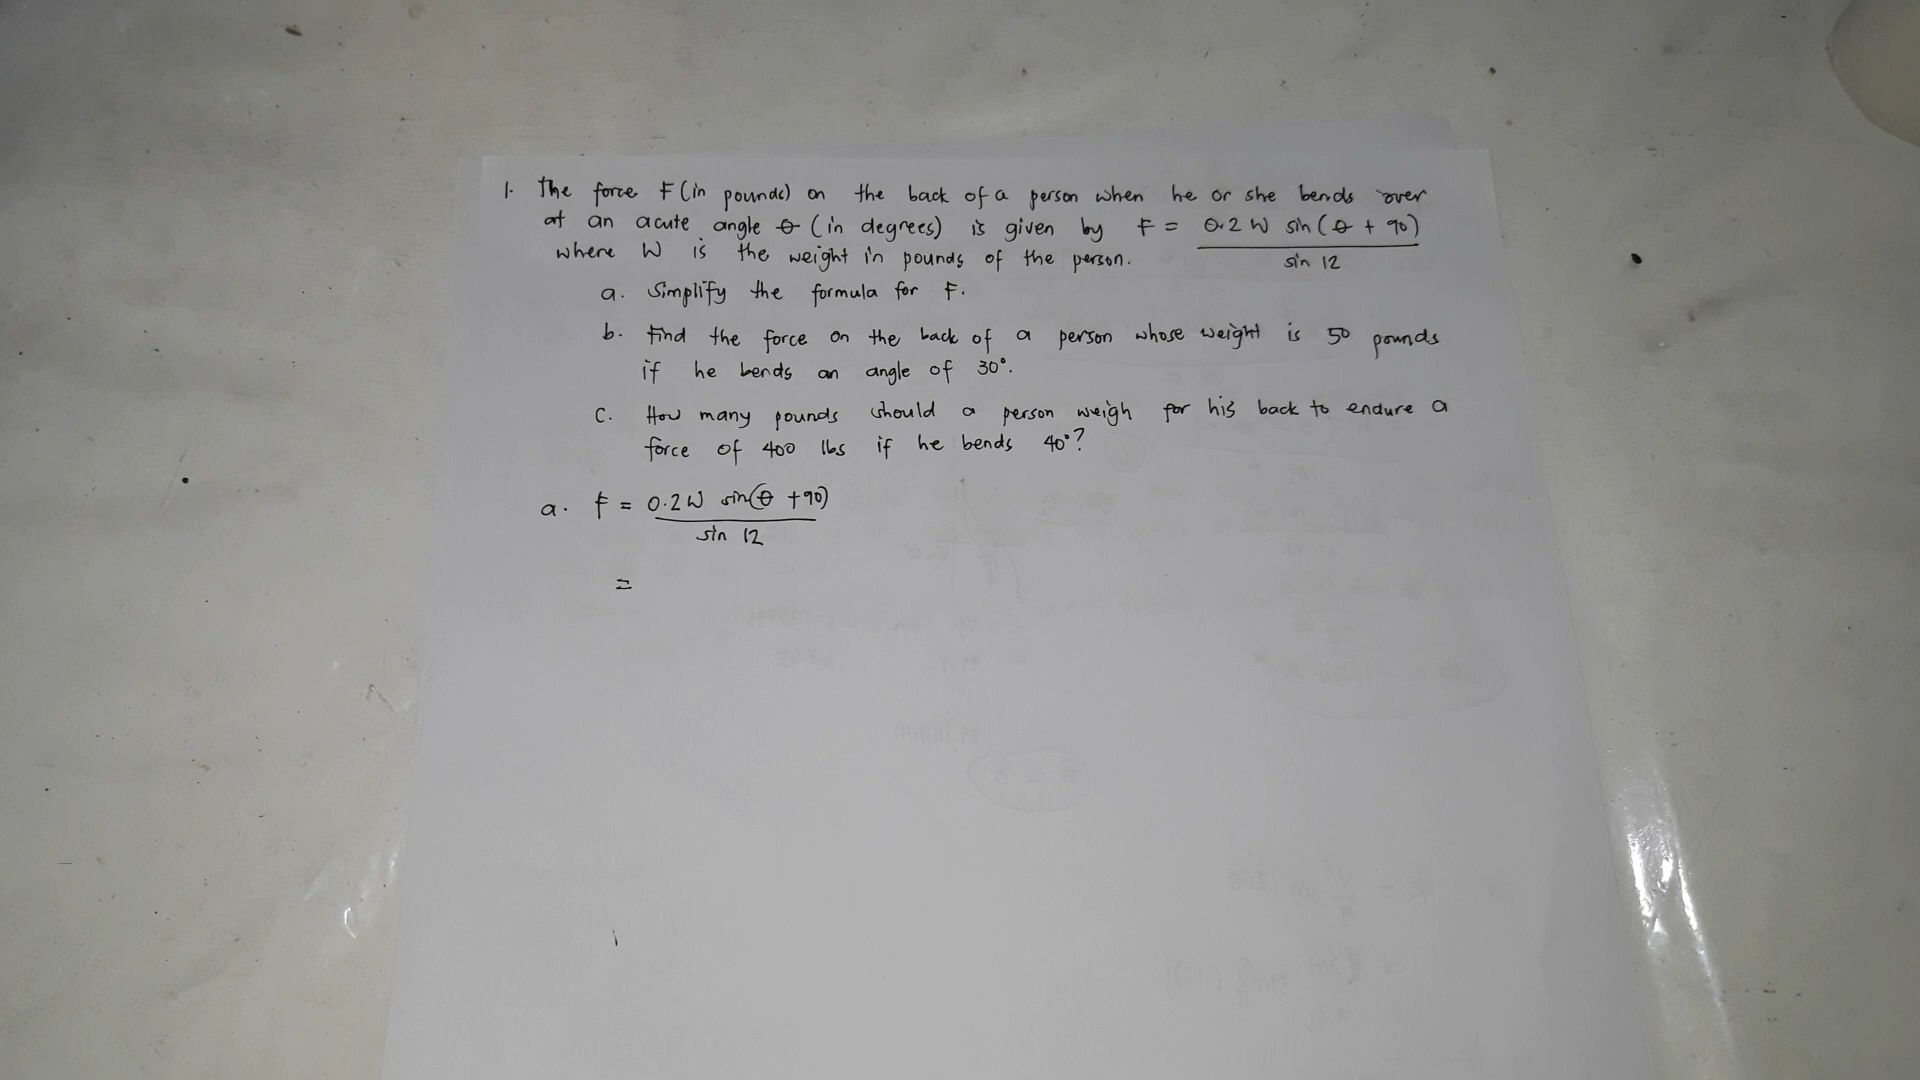 1. The force F (in pounds) on the back of a person when he or she bends over
at an acute angle θ (in degrees) is given by F = 0.2 W sin (θ + 90)
where W is the weight in pounds of the person. sin 12
a. Simplify the formula for F.
b. Find the force on the back of a person whose weight is 50 pounds
if he bends an angle of 30°.
c. How many pounds should a person weigh for his back to endure a
force of 400 lbs if he bends 40°?
a. F = 0.2 W sin(θ + 90)
sin 12
=